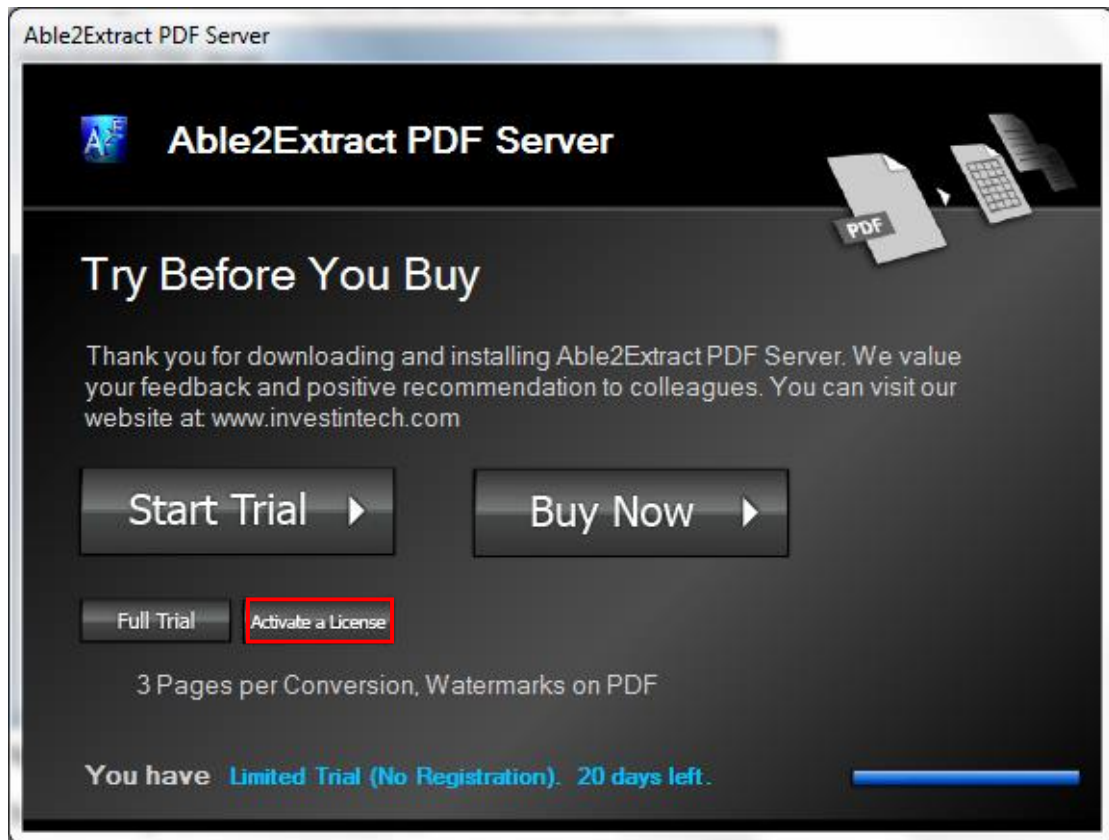 Able2Extract PDF Server
Able2Extract PDF Server
PDF
Try Before You Buy
Thank you for downloading and installing Able2Extract PDF Server. We value
your feedback and positive recommendation to colleagues. You can visit our
website at: www.investintech.com
Start Trial
Buy Now
Full Trial
Activate a License
3 Pages per Conversion, Watermarks on PDF
You have Limited Trial (No Registration). 20 days left.